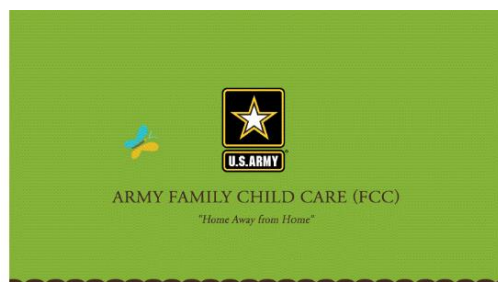 U.S.ARMY
ARMY FAMILY CHILD CARE (FCC)
"Home Away from Home"